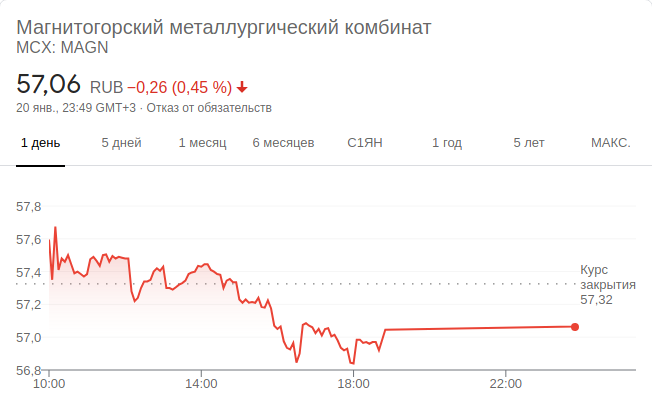 Магнитогорский металлургический комбинат
MCX: MAGN
57,06 RUB −0,26 (0,45 %)
20 янв., 23:49 GMT+3 · Отказ от обязательств
1 день 5 дней 1 месяц 6 месяцев С1ЯН 1 год 5 лет МАКС.
57,8
57,6
57,4
57,2
57,0
56,8
Курс
закрытия
57,32
10:00 14:00 18:00 22:00